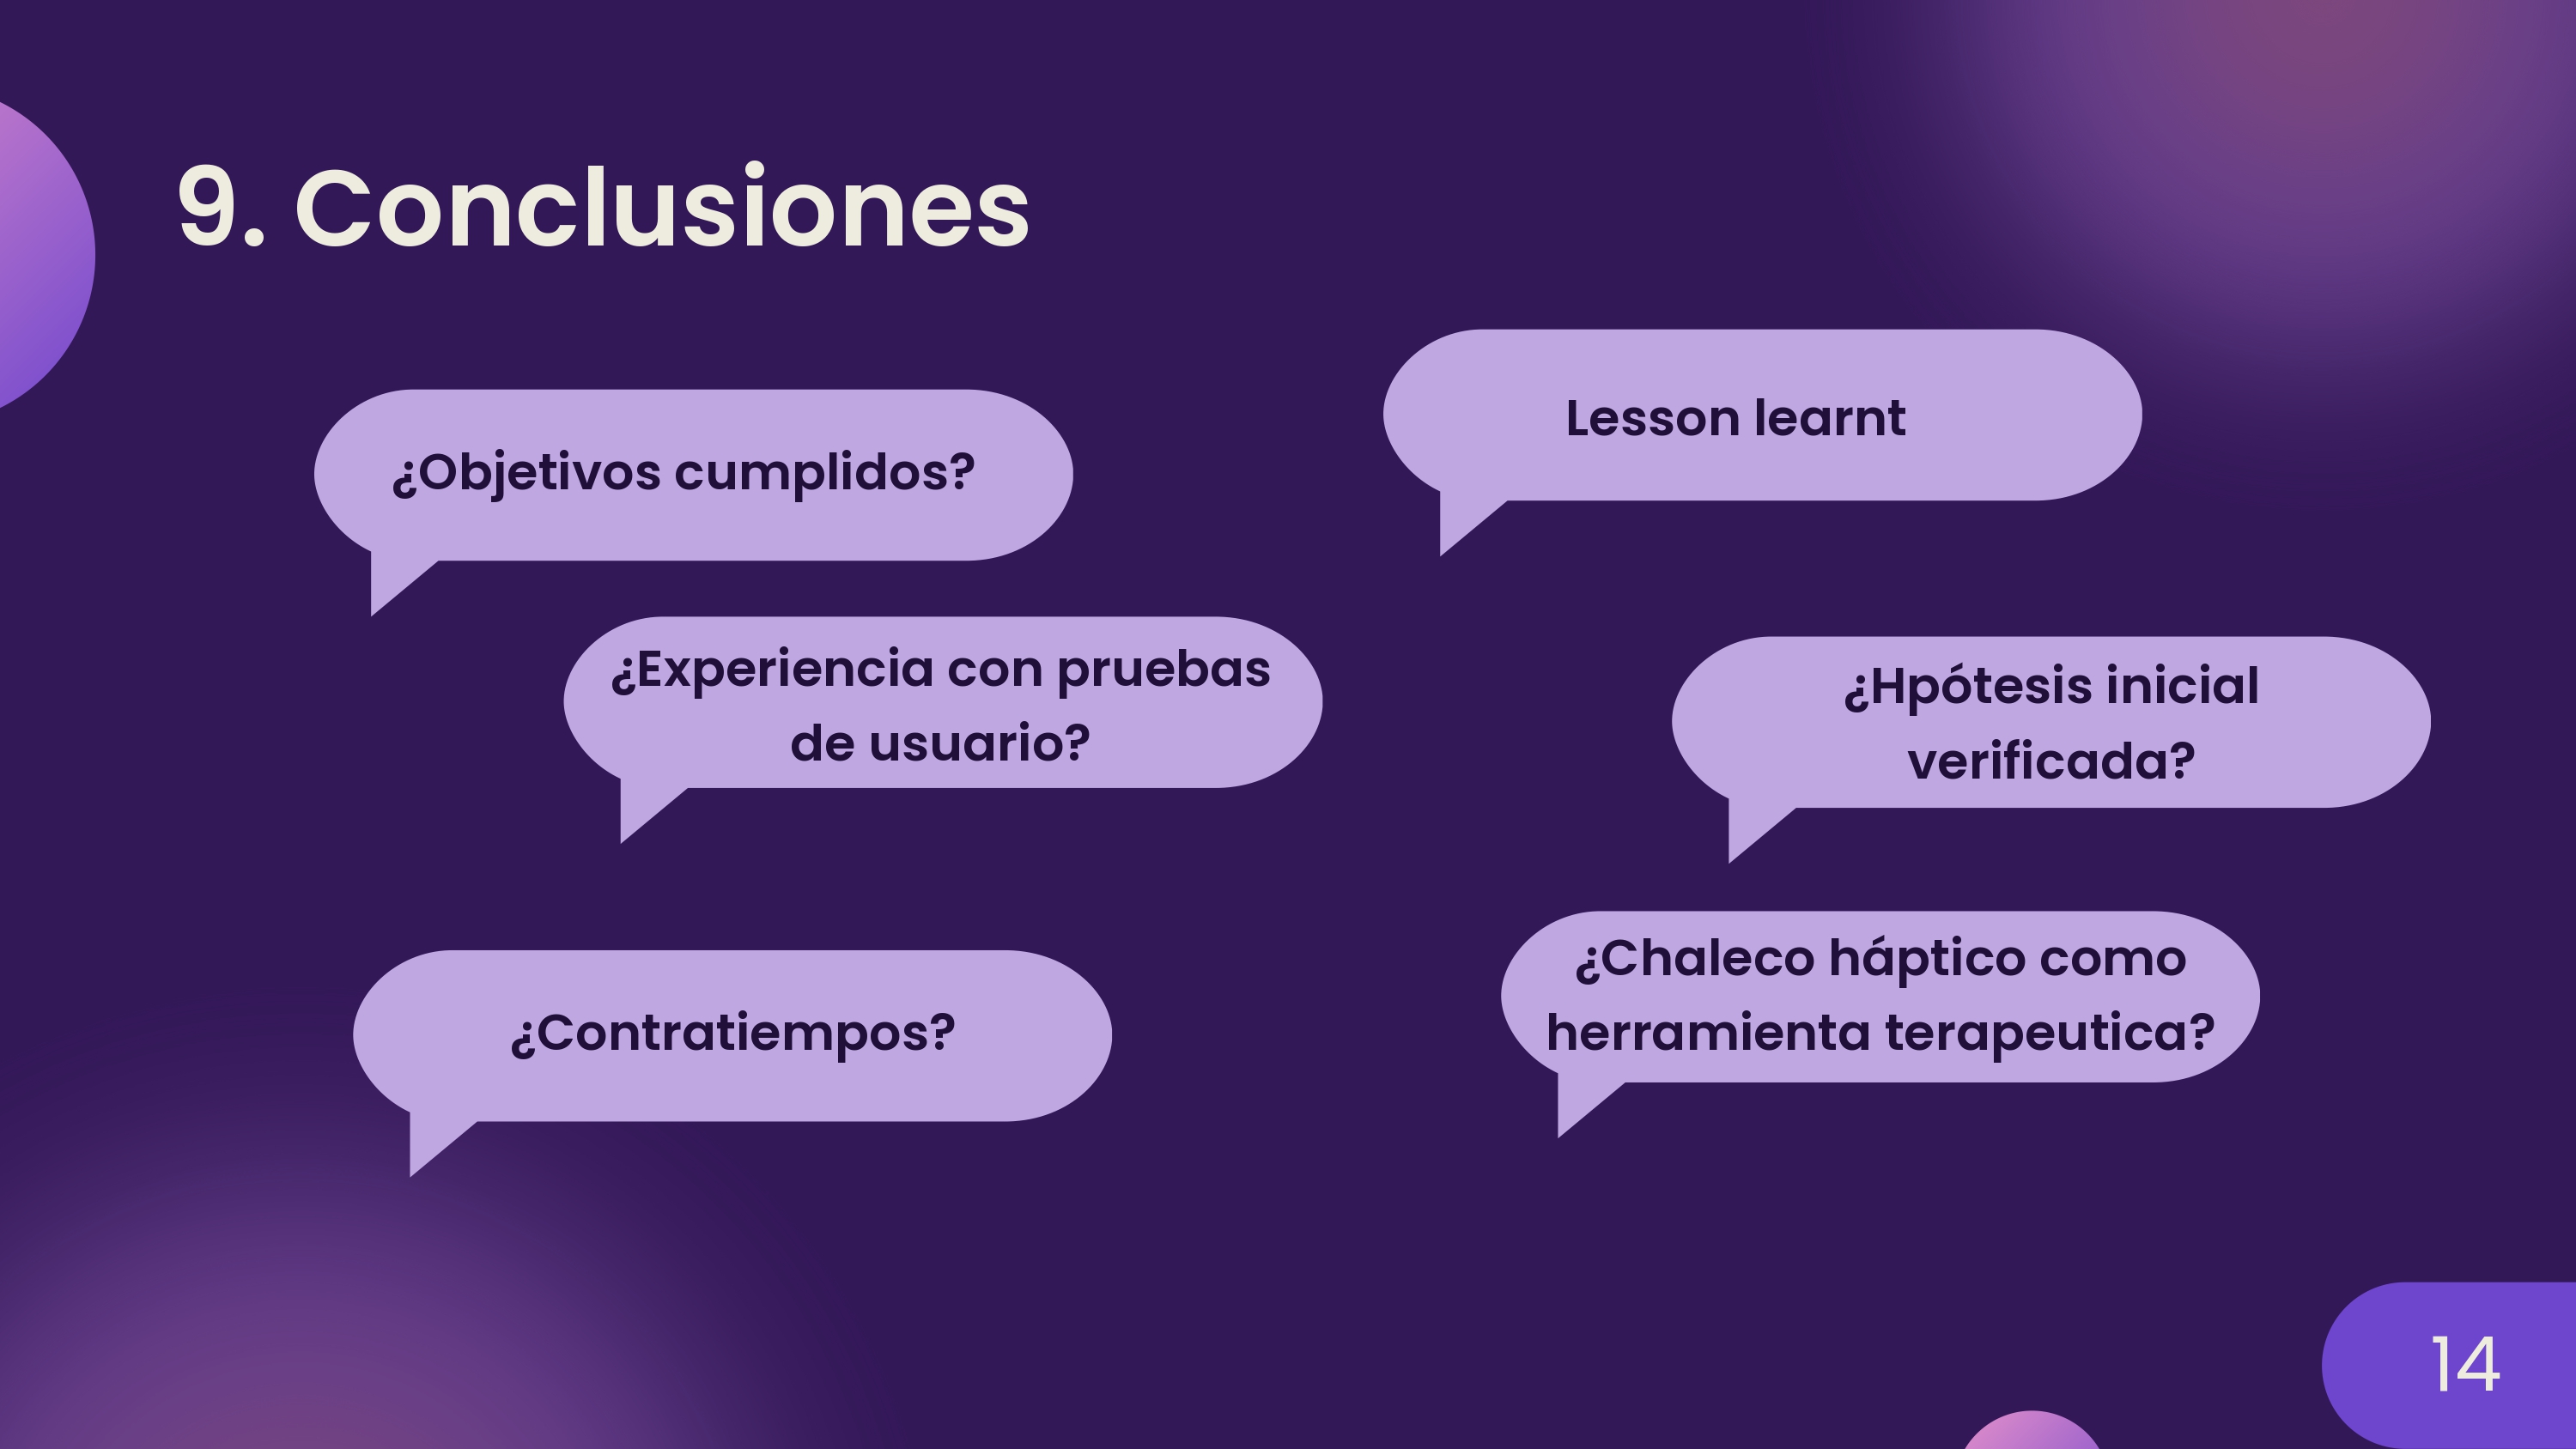 9. Conclusiones
¿Objetivos cumplidos?
¿Experiencia con pruebas
de usuario?
¿Contratiempos?
Lesson learnt
¿Hpótesis inicial
verificada?
¿Chaleco háptico como
herramienta terapeutica?
14